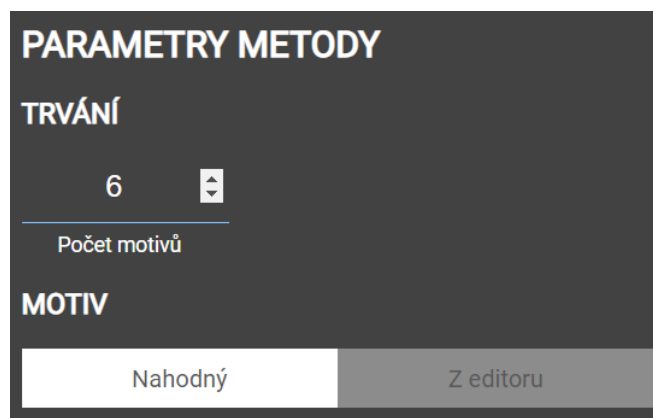 PARAMETRY METODY
TRVÁNÍ
6
Počet motivů
MOTIV
Nahodný Z editoru